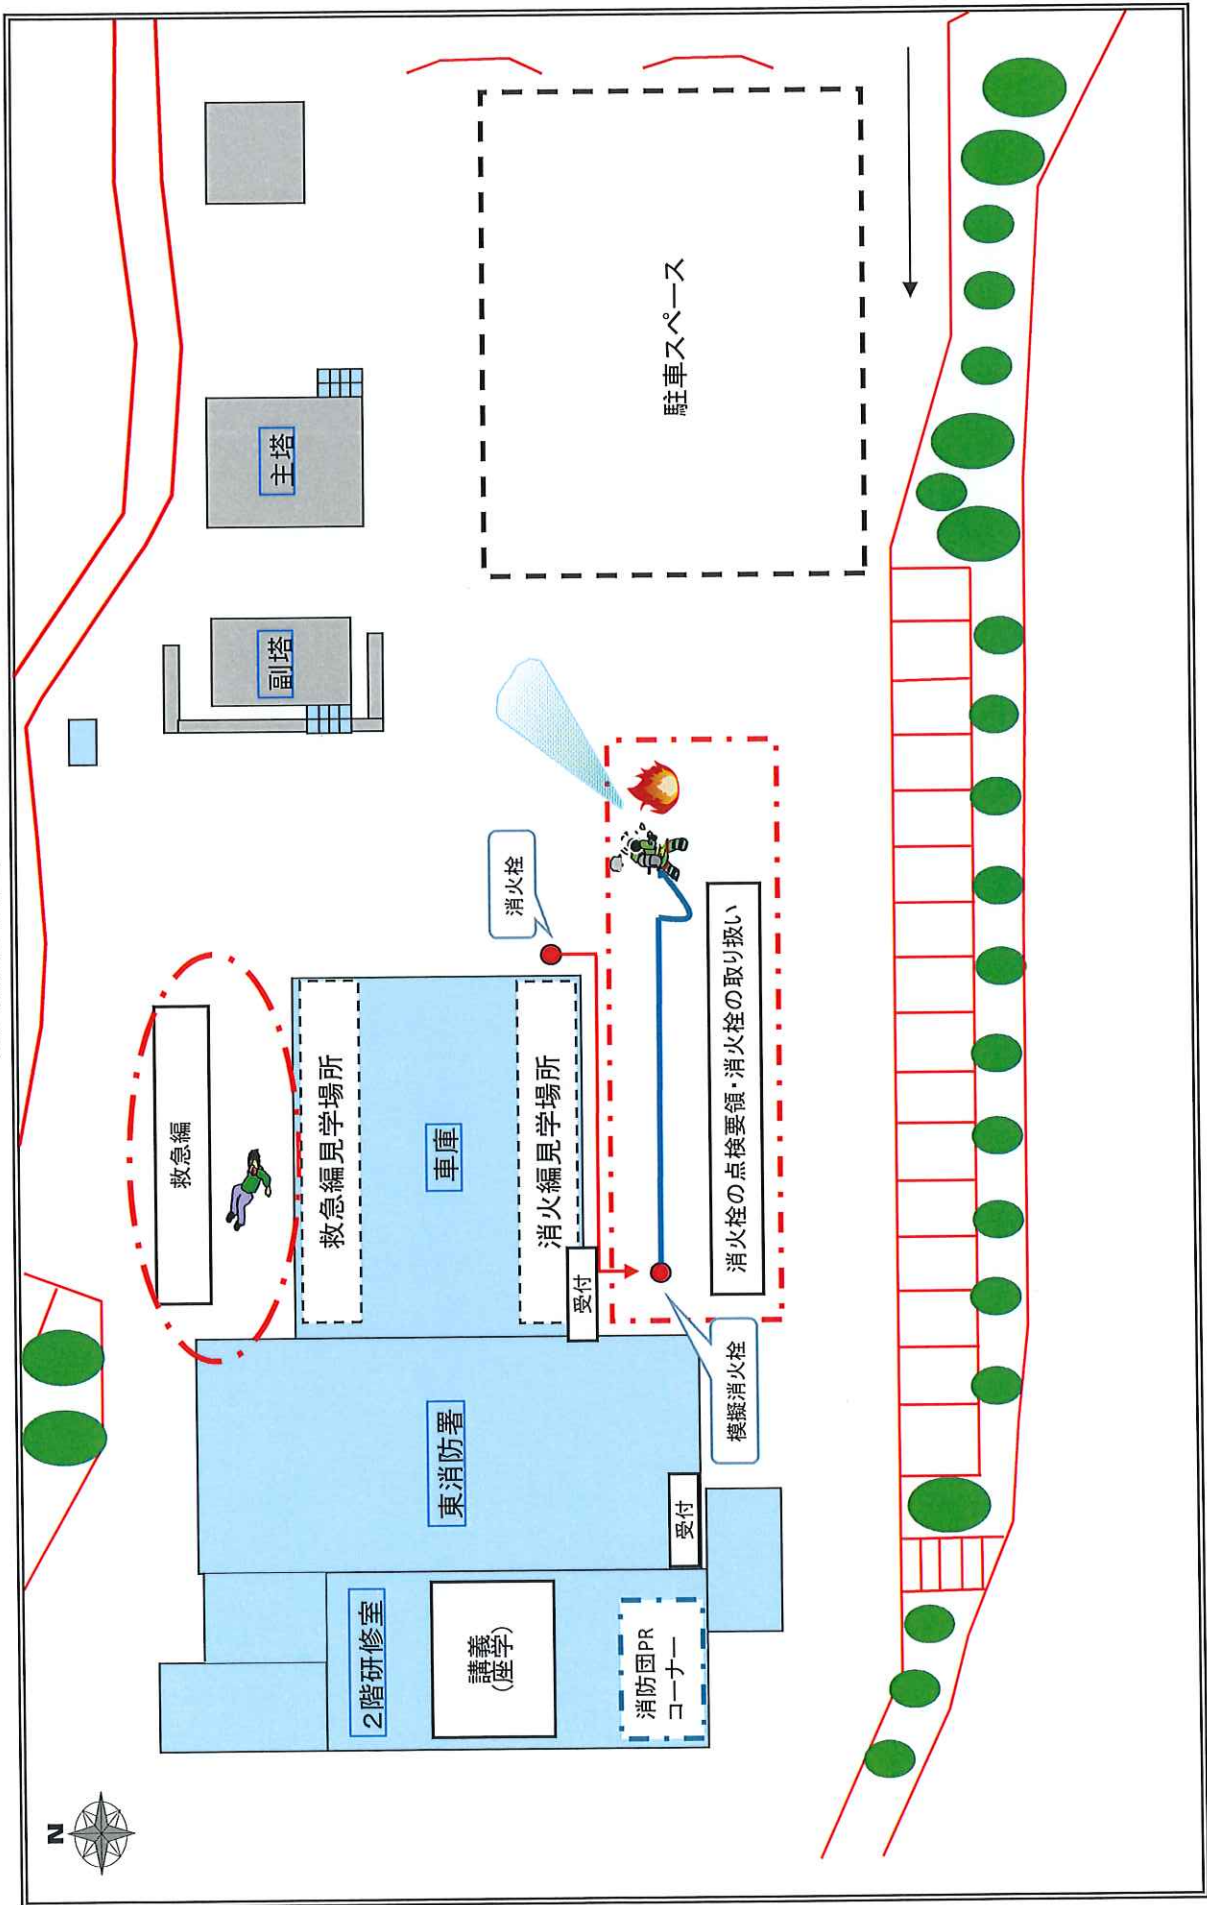 N
救急編
救急編見学場所
車庫
消火編見学場所
受付
消火栓
主塔
副塔
駐車スペース
東消防署
受付
模擬消火栓
消火栓の点検要領・消火栓の取り扱い
2階研修室
講義
(座学)
消防団PR
コーナー